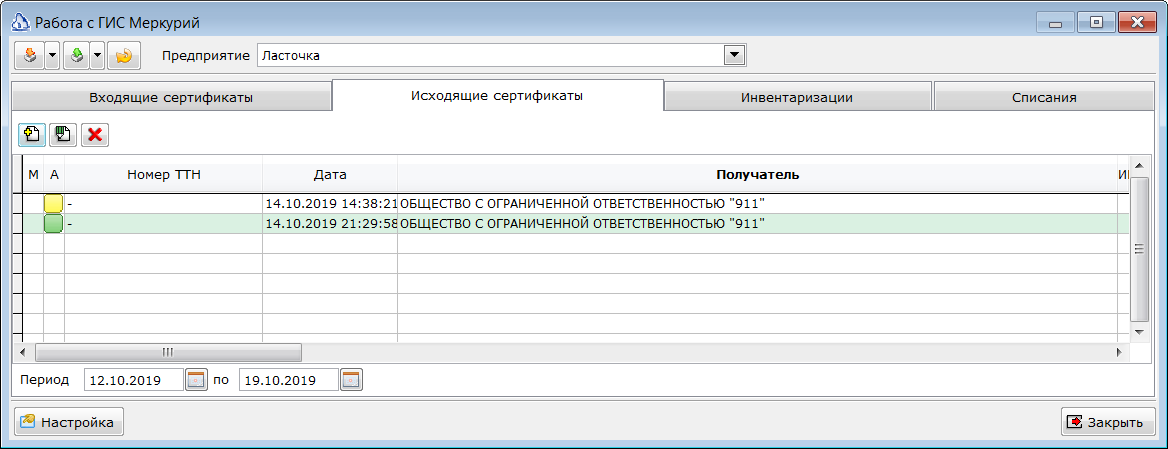 Работа с ГИС Меркурий
Предприятие Ласточка
Входящие сертификаты Исходящие сертификаты Инвентаризации Списания
М А Номер ТТН Дата Получатель
- 14.10.2019 14:38:21 ОБЩЕСТВО С ОГРАНИЧЕННОЙ ОТВЕТСТВЕННОСТЬЮ "911"
- 14.10.2019 21:29:58 ОБЩЕСТВО С ОГРАНИЧЕННОЙ ОТВЕТСТВЕННОСТЬЮ "911"
Период 12.10.2019 по 19.10.2019
Настройка Закрыть